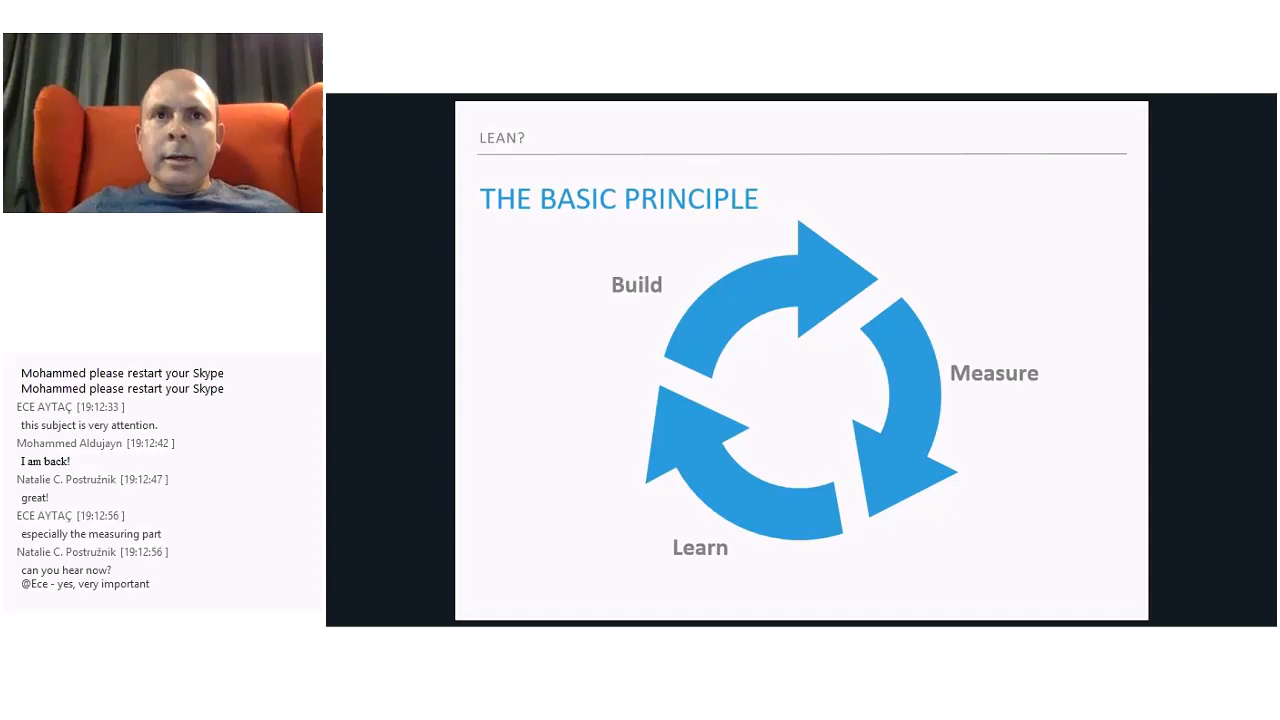 LEAN?
THE BASIC PRINCIPLE
Build
Measure
Learn
Mohammed please restart your Skype
Mohammed please restart your Skype
ECE AYTAÇ [19:12:33 ]
this subject is very attention.
Mohammed Aldujayn [19:12:42 ]
I am back!
Natalie C. Postružnik [19:12:47 ]
great!
ECE AYTAÇ [19:12:56 ]
especially the measuring part
Natalie C. Postružnik [19:12:56 ]
can you hear now?
@Ece - yes, very important